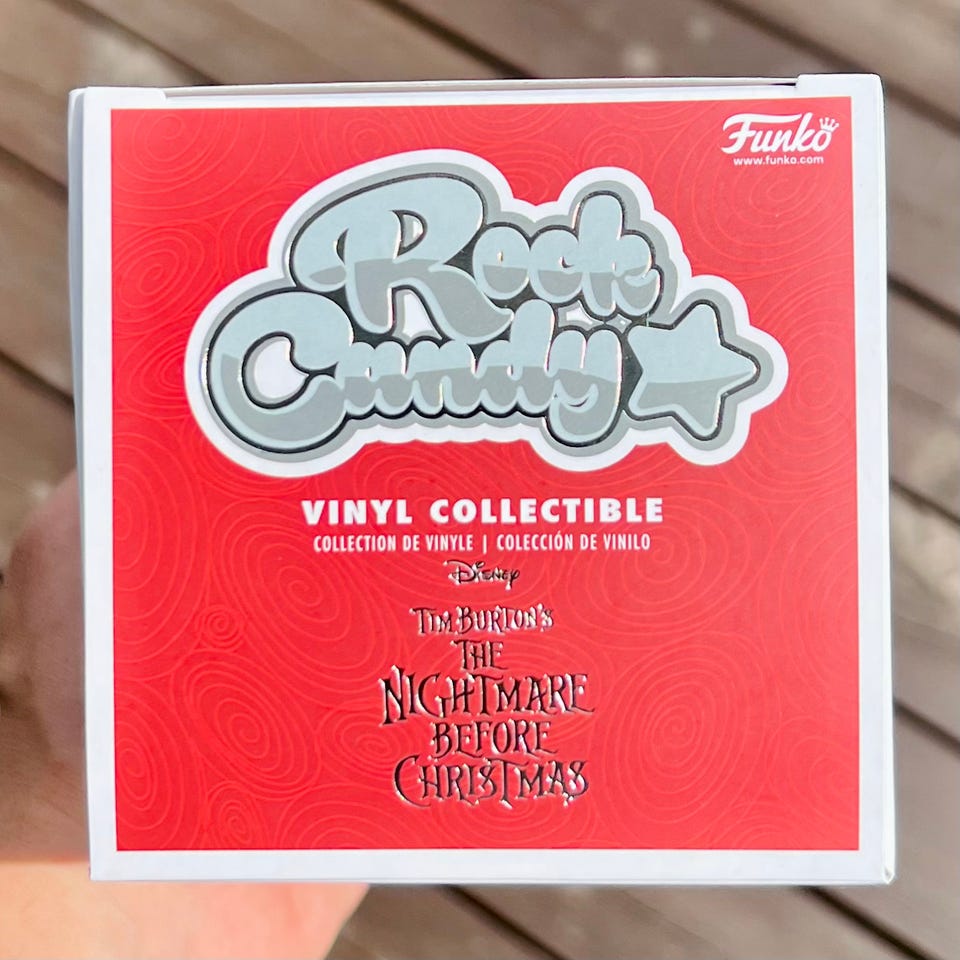 Funko
www.funko.com
Rock
Candy
VINYL COLLECTIBLE
COLLECTION DE VINYLE | COLECCIÓN DE VINILO
Disney
TIM BURTON'S
THE
NIGHTMARE
BEFORE
CHRISTMAS